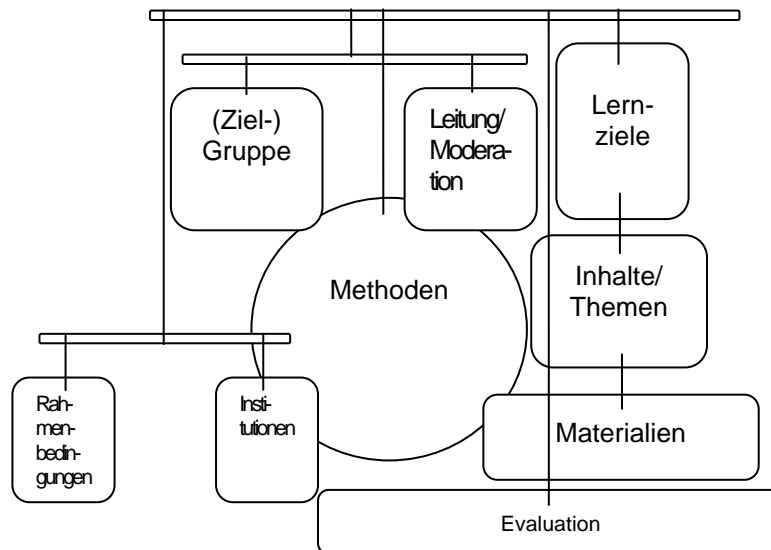 (Ziel-)
Gruppe
Leitung/
Modera-
tion
Lern-
ziele
Methoden
Inhalte/
Themen
Rah-
men-
bedin-
gungen
Insti-
tutionen
Materialien
Evaluation